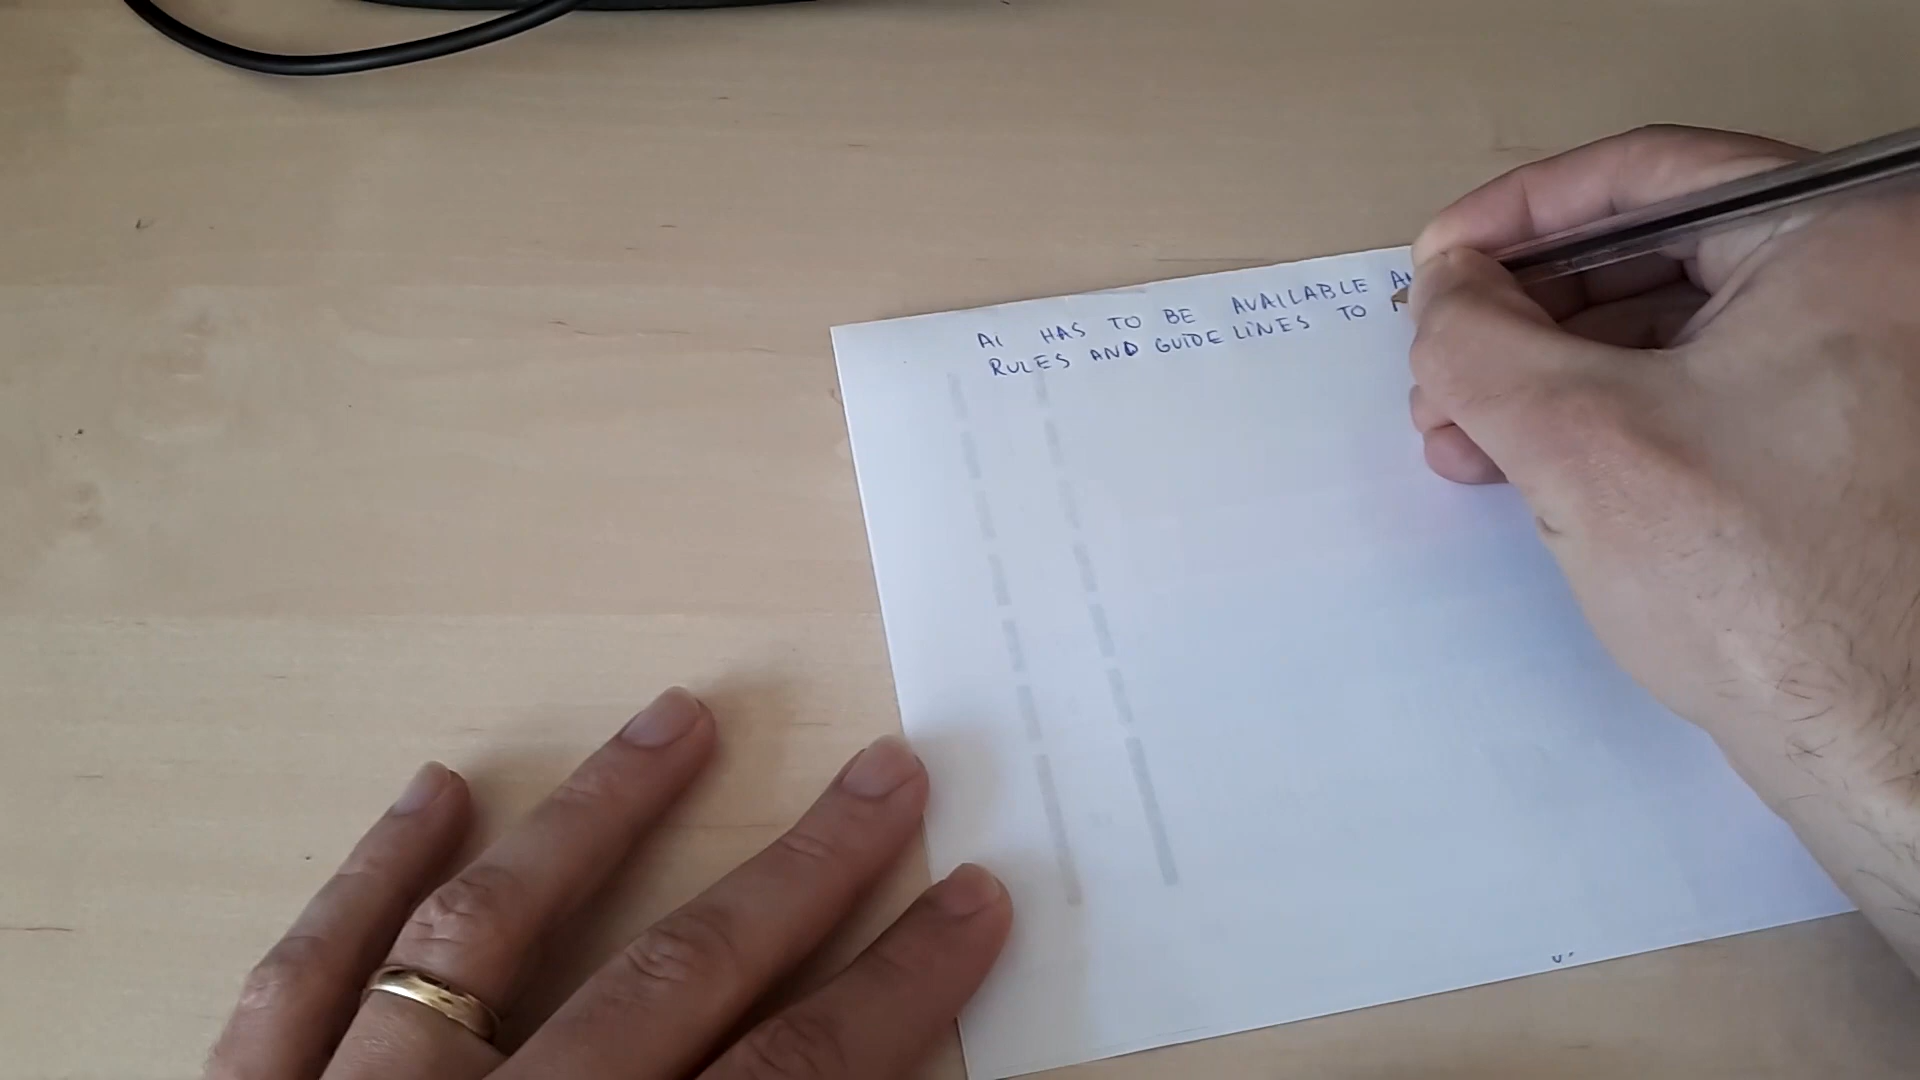 Ai HAS TO BE AVAILABLE
RULES AND GUIDE LINES TO